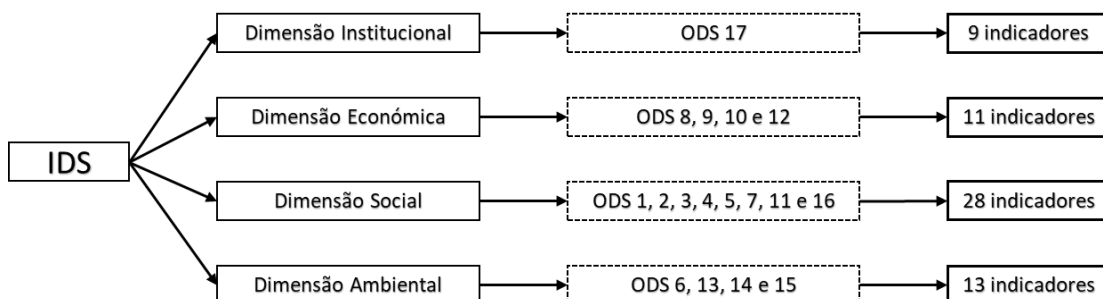 IDS
Dimensão Institucional
ODS 17
9 indicadores
Dimensão Económica
ODS 8, 9, 10 e 12
11 indicadores
Dimensão Social
ODS 1, 2, 3, 4, 5, 7, 11 e 16
28 indicadores
Dimensão Ambiental
ODS 6, 13, 14 e 15
13 indicadores